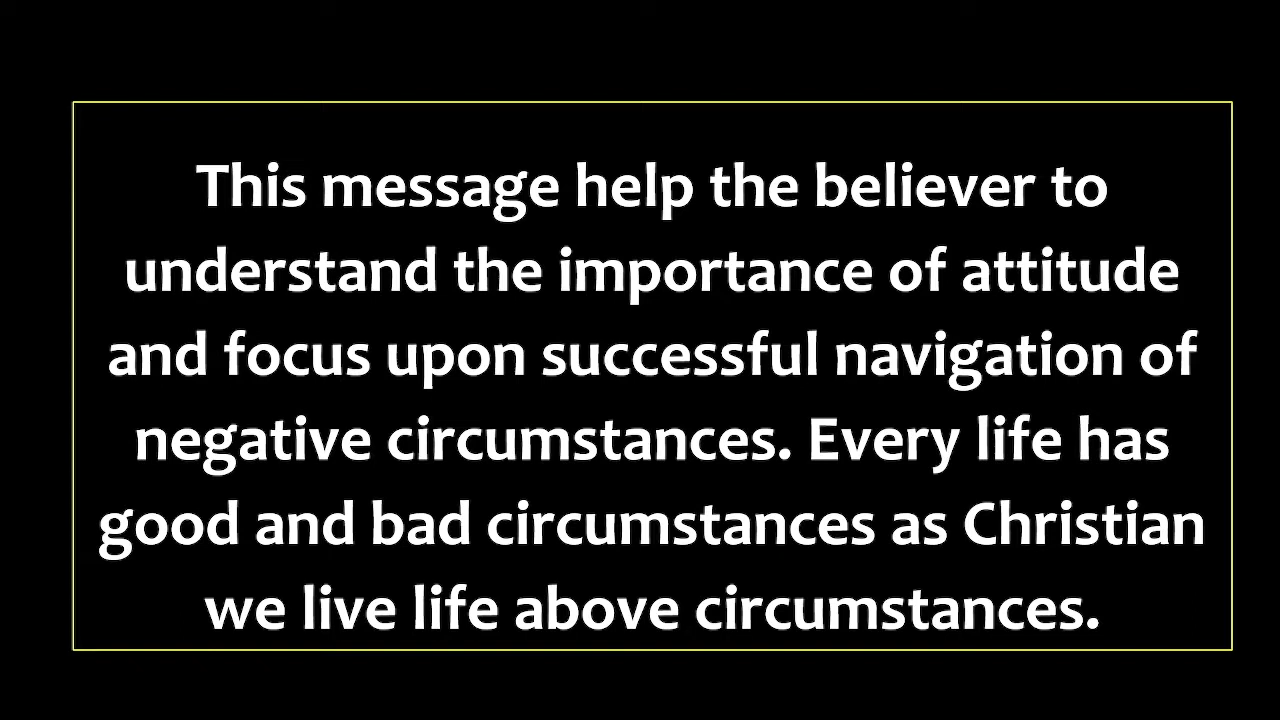 This message help the believer to
understand the importance of attitude
and focus upon successful navigation of
negative circumstances. Every life has
good and bad circumstances as Christian
we live life above circumstances.